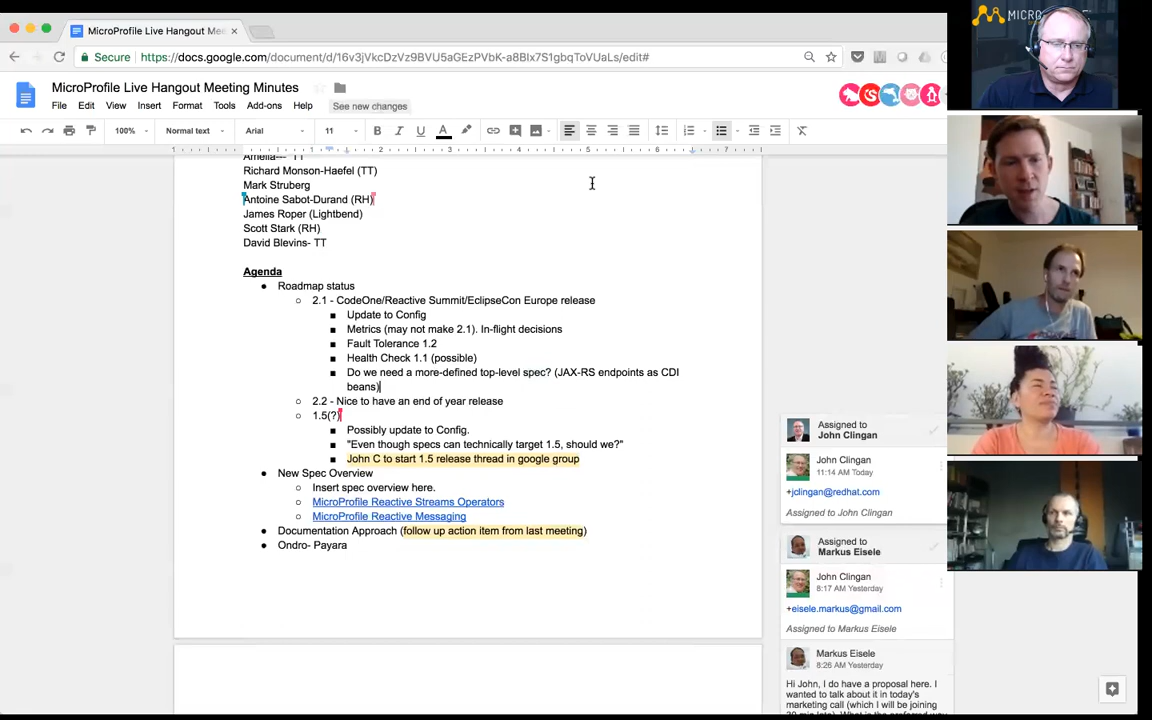 MicroProfile Live Hangout Mee
MICRO
Secure
https://docs.google.com/document/d/16v3jVkcDzVz9BVU5aGEzPVbK-a8BIx7S1gbqToVUaLs/edit#
MicroProfile Live Hangout Meeting Minutes
File Edit View Insert Format Tools Add-ons Help See new changes
100% Normal text Arial 11 B I U A
1 1 2 3 4 5 6 7
TT
Richard Monson-Haefel (TT)
Mark Struberg
Antoine Sabot-Durand (RH)
James Roper (Lightbend)
Scott Stark (RH)
David Blevins- TT
Agenda
Roadmap status
2.1 - CodeOne/Reactive Summit/EclipseCon Europe release
Update to Config
Metrics (may not make 2.1). In-flight decisions
Fault Tolerance 1.2
Health Check 1.1 (possible)
Do we need a more-defined top-level spec? (JAX-RS endpoints as CDI
beans)
2.2 - Nice to have an end of year release
1.5(?)
Possibly update to Config.
"Even though specs can technically target 1.5, should we?"
John C to start 1.5 release thread in google group
New Spec Overview
Insert spec overview here.
MicroProfile Reactive Streams Operators
MicroProfile Reactive Messaging
Documentation Approach (follow up action item from last meeting)
Ondro- Payara
Assigned to
John Clingan
John Clingan
11:14 AM Today
+jclingan@redhat.com
Assigned to John Clingan
Assigned to
Markus Eisele
John Clingan
8:17 AM Yesterday
+eisele.markus@gmail.com
Assigned to Markus Eisele
Markus Eisele
8:26 AM Yesterday
Hi John, I do have a proposal here. I
wanted to talk about it in today's
marketing call (which I will be joining